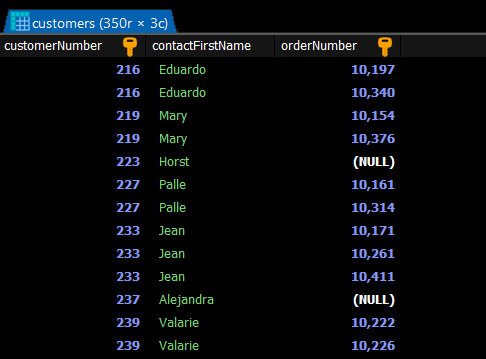 customers (350r × 3c)
customerNumber contactFirstName orderNumber
216 Eduardo 10,197
216 Eduardo 10,340
219 Mary 10,154
219 Mary 10,376
223 Horst (NULL)
227 Palle 10,161
227 Palle 10,314
233 Jean 10,171
233 Jean 10,261
233 Jean 10,411
237 Alejandra (NULL)
239 Valarie 10,222
239 Valarie 10,226